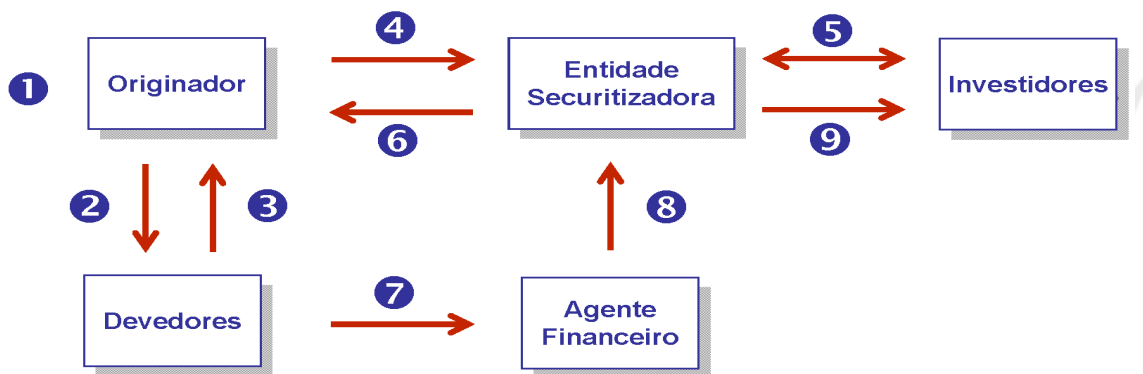 4
5
1
Originador
Entidade
Securitizadora
Investidores
6
9
2
3
8
Devedores
7
Agente
Financeiro